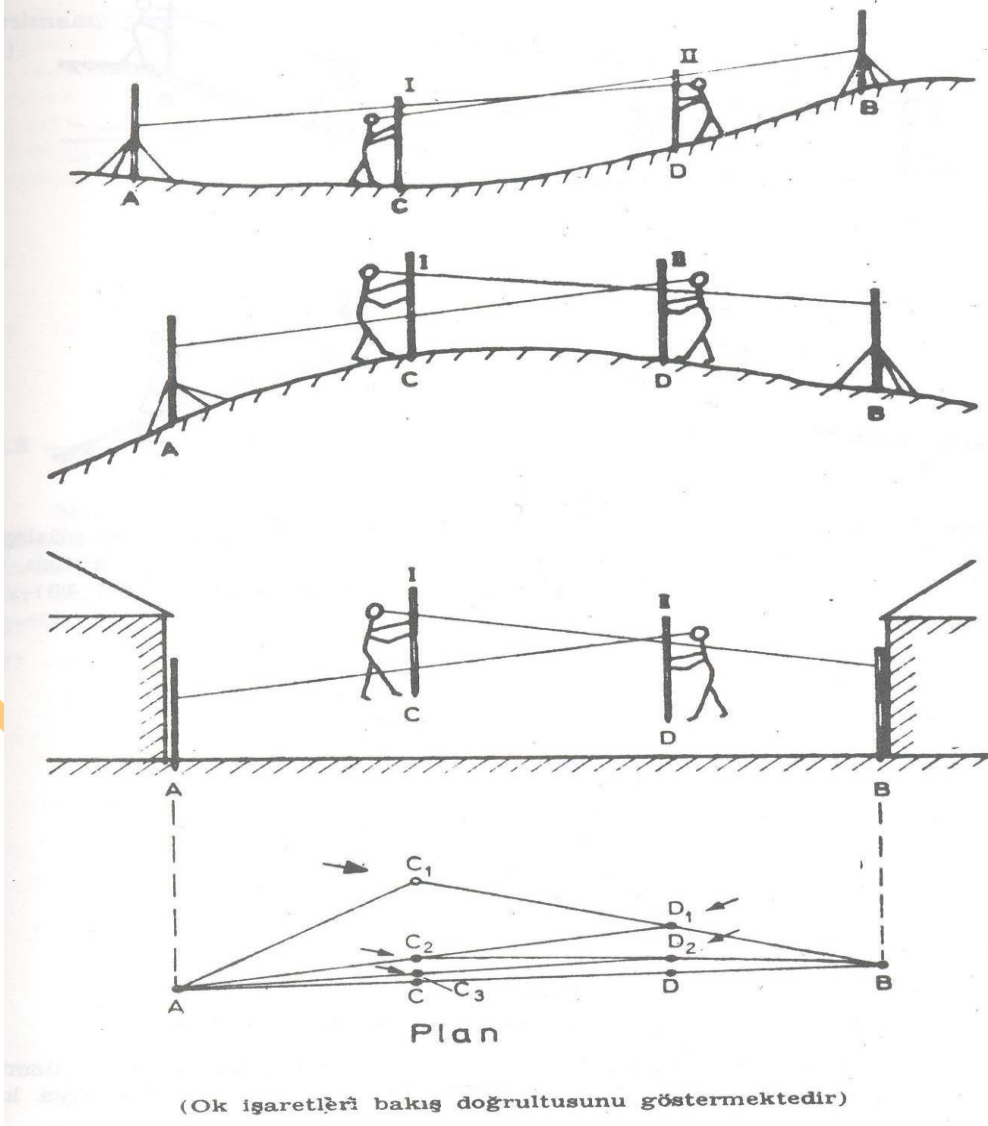 B
I
II
A
C
D
I
II
A
C
D
B
I
II
C
D
A
B
C₁
D₁
C₂
D₂
A
C
C₃
D
B
Plan
(Ok işaretleri bakış doğrultusunu göstermektedir)